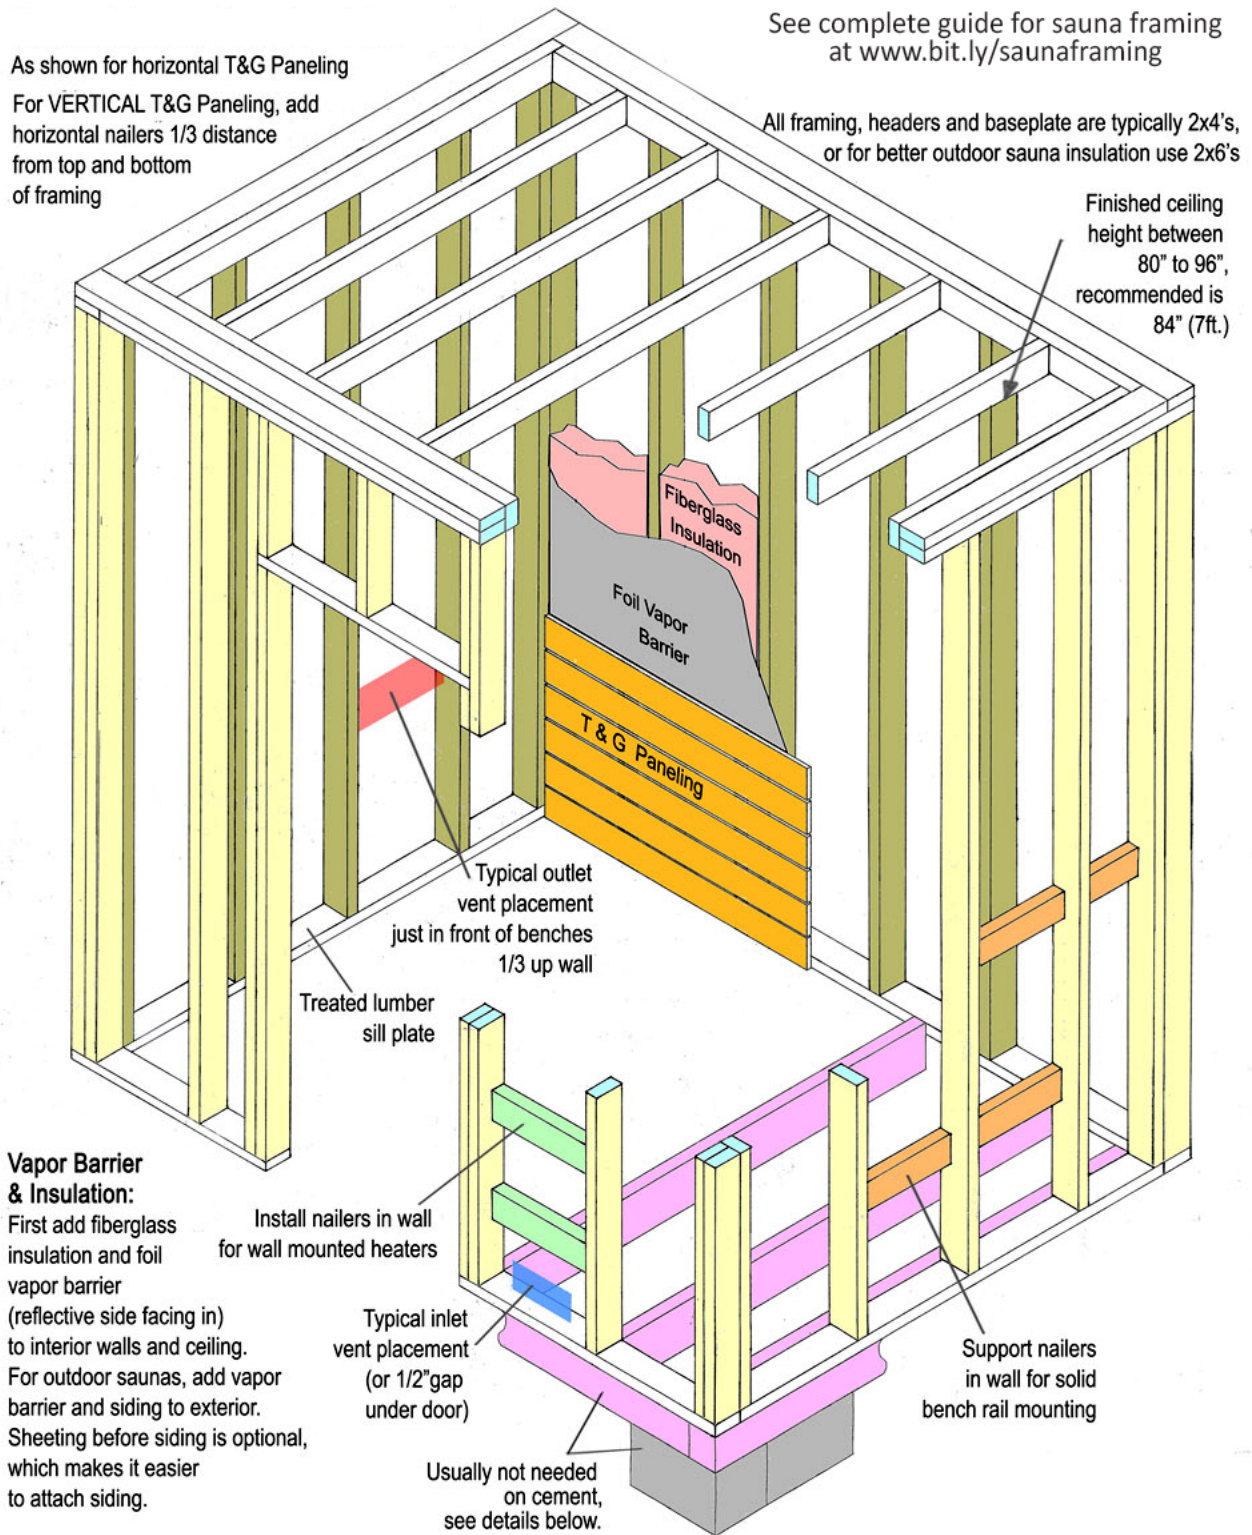 See complete guide for sauna framing
at www.bit.ly/saunaframing
As shown for horizontal T&G Paneling
For VERTICAL T&G Paneling, add
horizontal nailers 1/3 distance
from top and bottom
of framing
All framing, headers and baseplate are typically 2x4's,
or for better outdoor sauna insulation use 2x6's
Finished ceiling
height between
80” to 96”,
recommended is
84” (7ft.)
Fiberglass
Insulation
Foil Vapor
Barrier
T & G Paneling
Typical outlet
vent placement
just in front of benches
1/3 up wall
Treated lumber
sill plate
Vapor Barrier
& Insulation:
First add fiberglass
insulation and foil
vapor barrier
(reflective side facing in)
to interior walls and ceiling.
For outdoor saunas, add vapor
barrier and siding to exterior.
Sheeting before siding is optional,
which makes it easier
to attach siding.
Install nailers in wall
for wall mounted heaters
Typical inlet
vent placement
(or 1/2”gap
under door)
Support nailers
in wall for solid
bench rail mounting
Usually not needed
on cement,
see details below.